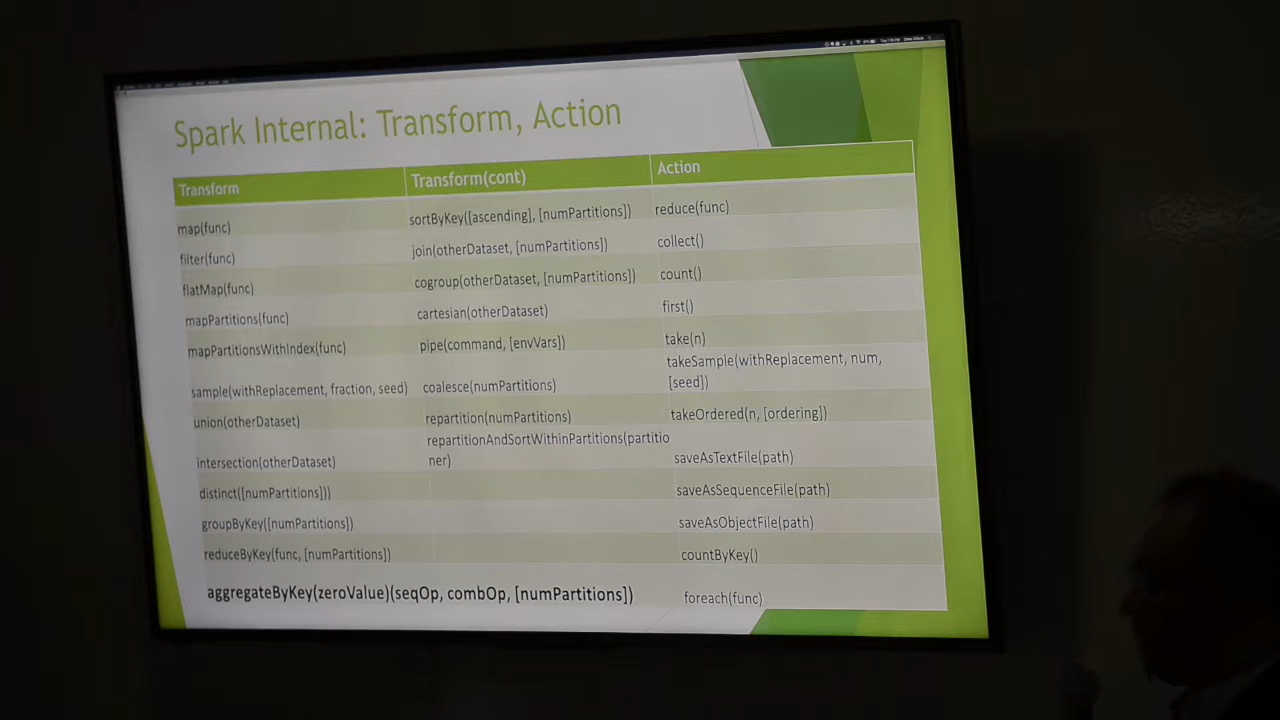 Spark Internal: Transform, Action
Transform Transform(cont) Action
map(func) sortByKey([ascending], [numPartitions]) reduce(func)
filter(func) join(otherDataset, [numPartitions]) collect()
flatMap(func) cogroup(otherDataset, [numPartitions]) count()
mapPartitions(func) cartesian(otherDataset) first()
mapPartitionsWithIndex(func) pipe(command, [envVars]) take(n)
sample(withReplacement, fraction, seed) coalesce(numPartitions) takeSample(withReplacement, num,
[seed])
union(otherDataset) repartition(numPartitions) takeOrdered(n, [ordering])
intersection(otherDataset) repartitionAndSortWithinPartitions(partitio
ner) saveAsTextFile(path)
distinct([numPartitions])) saveAsSequenceFile(path)
groupByKey([numPartitions]) saveAsObjectFile(path)
reduceByKey(func, [numPartitions]) countByKey()
aggregateByKey(zeroValue)(seqOp, combOp, [numPartitions]) foreach(func)